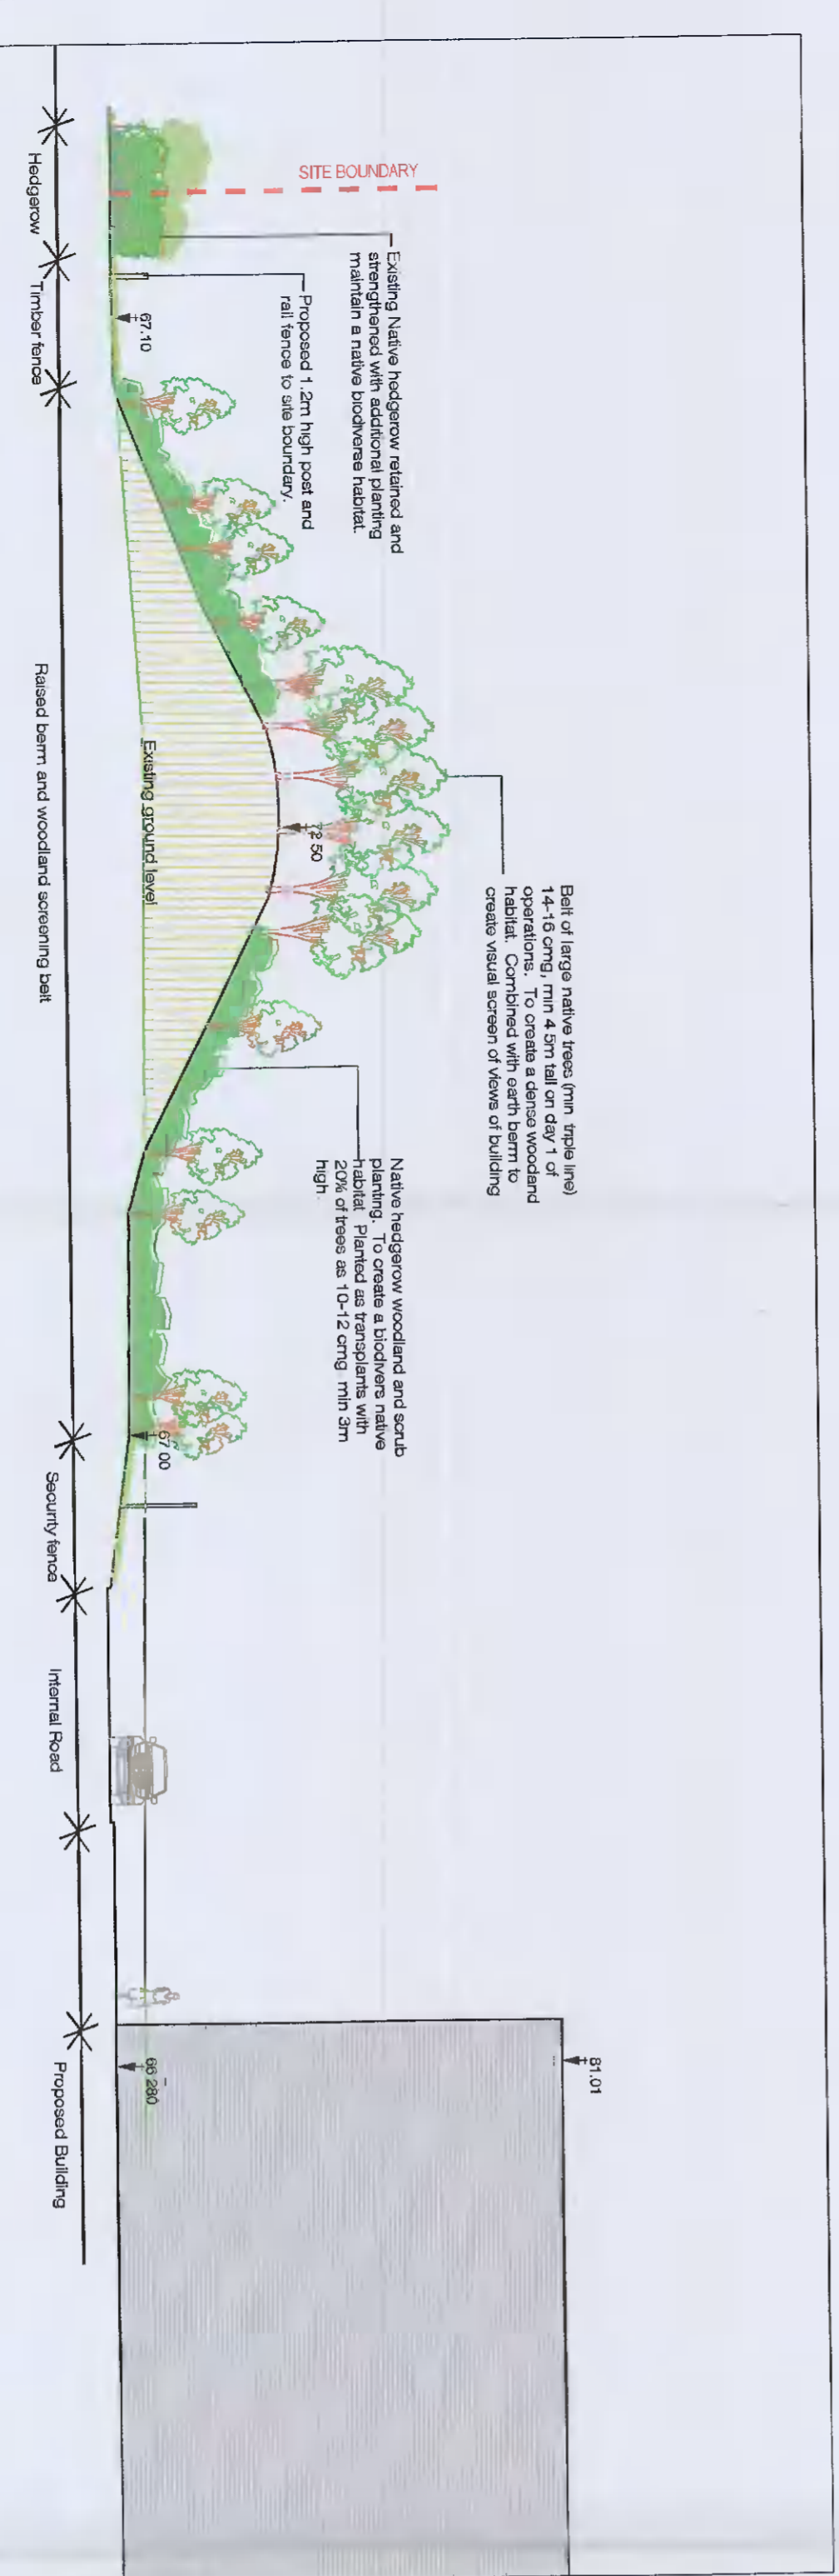 SITE BOUNDARY
Existing Native hedgerow retained and
strengthened with additional planting
maintain a native biodiverse habitat.
Proposed 1.2m high post and
rail fence to site boundary.
67.10
Belt of large native trees (min triple line)
14-16 cmg, min 4 5m tall on day 1 of
operations. To create a dense woodland
habitat. Combined with earth berm to
create visual screen of views of building
72 50
Existing ground level
Native hedgerow woodland and scrub
planting. To create a biodivers native
habitat Planted as transplants with
20% of trees as 10-12 cmg min 3m
high.
67 00
81.01
66 280
Hedgerow
Timber fence
Raised berm and woodland screening belt
Security fence
Internal Road
Proposed Building